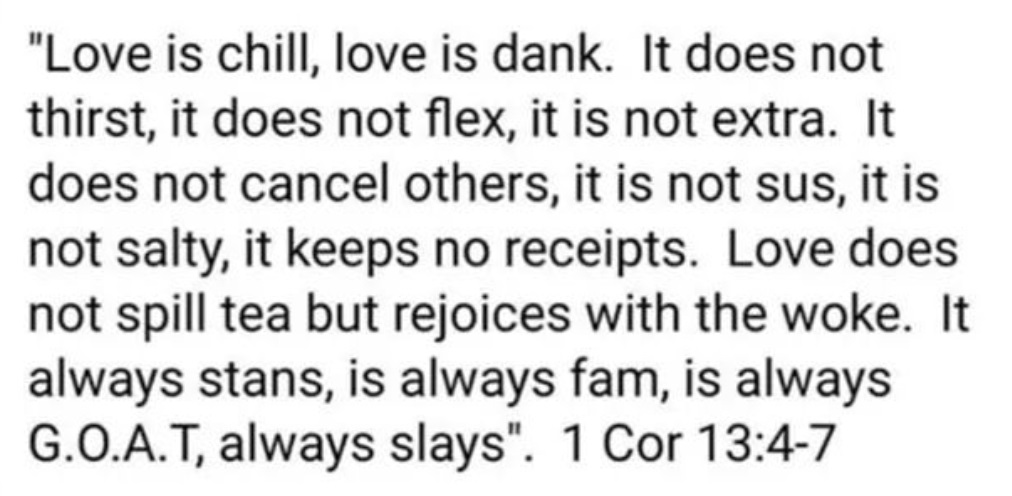 "Love is chill, love is dank.  It does not
thirst, it does not flex, it is not extra.  It
does not cancel others, it is not sus, it is
not salty, it keeps no receipts.  Love does
not spill tea but rejoices with the woke.  It
always stans, is always fam, is always
G.O.A.T, always slays".  1 Cor 13:4-7